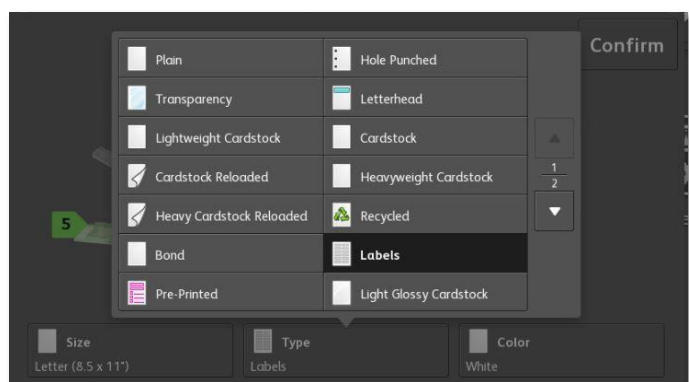 Confirm
Plain
Hole Punched
Transparency
Letterhead
Lightweight Cardstock
Cardstock
Cardstock Reloaded
Heavyweight Cardstock
1
2
Heavy Cardstock Reloaded
Recycled
5
Bond
Labels
Pre-Printed
Light Glossy Cardstock
Size
Letter (8.5 x 11")
Type
Labels
Color
White